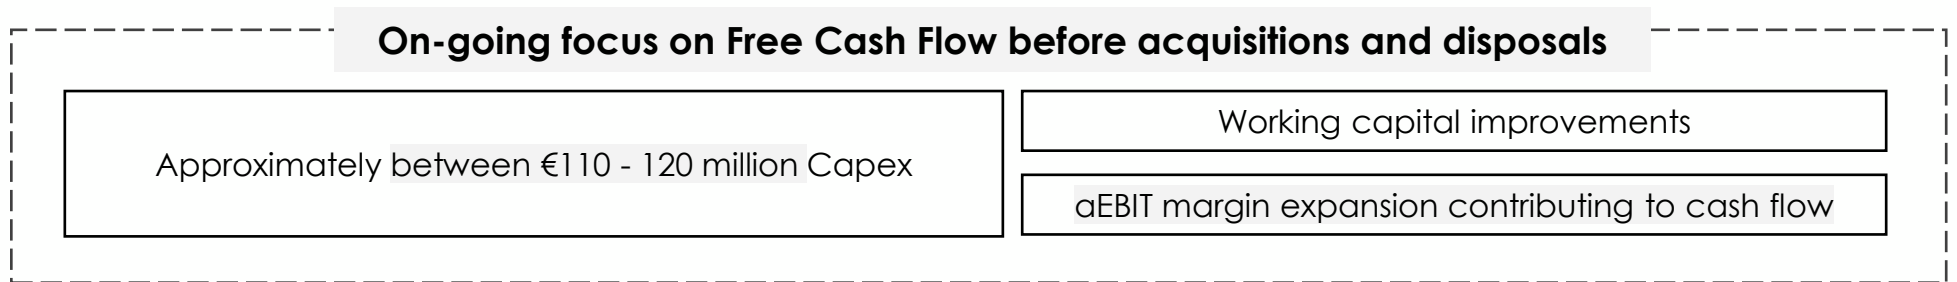 On-going focus on Free Cash Flow before acquisitions and disposals
Approximately between €110 - 120 million Capex
Working capital improvements
aEBIT margin expansion contributing to cash flow